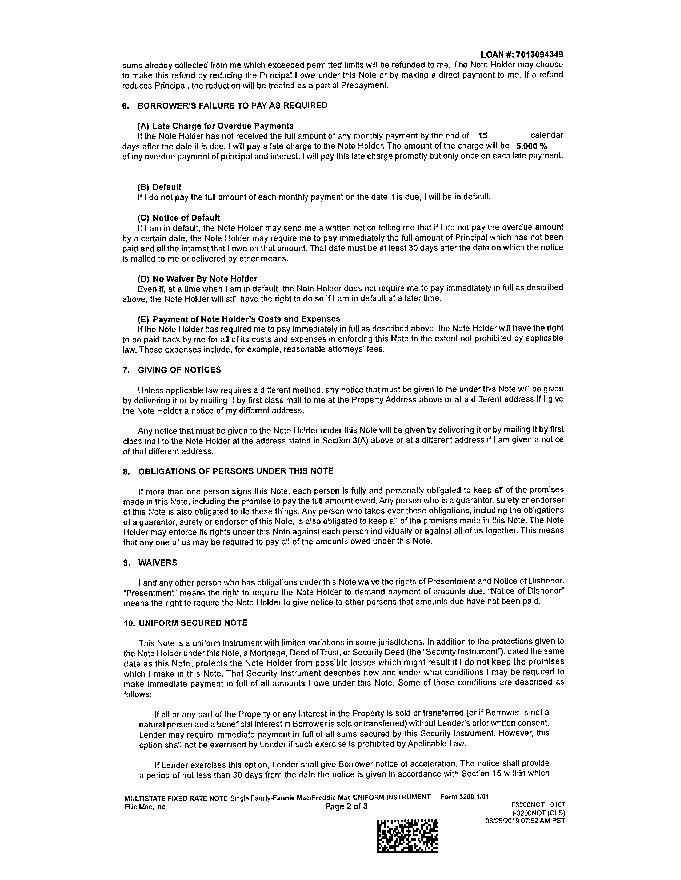 LOAN #: 7013094349
sums already collected from me which exceeded permitted limits will be refunded to me. The Note Holder may choose
to make this refund by reducing the Principal I owe under this Note or by making a direct payment to me. If a refund
reduces Principal, the reduction will be treated as a partial Prepayment.
6. BORROWER'S FAILURE TO PAY AS REQUIRED
(A) Late Charge for Overdue Payments
If the Note Holder has not received the full amount of any monthly payment by the end of 15 calendar
days after the date it is due, I will pay a late charge to the Note Holder. The amount of the charge will be 5.000 %
of my overdue payment of principal and interest. I will pay this late charge promptly but only once on each late payment.
(B) Default
If I do not pay the full amount of each monthly payment on the date it is due, I will be in default.
(C) Notice of Default
If I am in default, the Note Holder may send me a written notice telling me that if I do not pay the overdue amount
by a certain date, the Note Holder may require me to pay immediately the full amount of Principal which has not been
paid and all the interest that I owe on that amount. That date must be at least 30 days after the date on which the notice
is mailed to me or delivered by other means.
(D) No Waiver By Note Holder
Even if, at a time when I am in default, the Note Holder does not require me to pay immediately in full as described
above, the Note Holder will still have the right to do so if I am in default at a later time.
(E) Payment of Note Holder's Costs and Expenses
If the Note Holder has required me to pay immediately in full as described above, the Note Holder will have the right
to be paid back by me for all of its costs and expenses in enforcing this Note to the extent not prohibited by applicable
law. Those expenses include, for example, reasonable attorneys' fees.
7. GIVING OF NOTICES
Unless applicable law requires a different method, any notice that must be given to me under this Note will be given
by delivering it or by mailing it by first class mail to me at the Property Address above or at a different address if I give
the Note Holder a notice of my different address.
Any notice that must be given to the Note Holder under this Note will be given by delivering it or by mailing it by first
class mail to the Note Holder at the address stated in Section 3(A) above or at a different address if I am given a notice
of that different address.
8. OBLIGATIONS OF PERSONS UNDER THIS NOTE
If more than one person signs this Note, each person is fully and personally obligated to keep all of the promises
made in this Note, including the promise to pay the full amount owed. Any person who is a guarantor, surety or endorser
of this Note is also obligated to do these things. Any person who takes over these obligations, including the obligations
of a guarantor, surety or endorser of this Note, is also obligated to keep all of the promises made in this Note. The Note
Holder may enforce its rights under this Note against each person individually or against all of us together. This means
that any one of us may be required to pay all of the amounts owed under this Note.
9. WAIVERS
I and any other person who has obligations under this Note waive the rights of Presentment and Notice of Dishonor.
"Presentment" means the right to require the Note Holder to demand payment of amounts due. "Notice of Dishonor"
means the right to require the Note Holder to give notice to other persons that amounts due have not been paid.
10. UNIFORM SECURED NOTE
This Note is a uniform instrument with limited variations in some jurisdictions. In addition to the protections given to
the Note Holder under this Note, a Mortgage, Deed of Trust, or Security Deed (the "Security Instrument"), dated the same
date as this Note, protects the Note Holder from possible losses which might result if I do not keep the promises
which I make in this Note. That Security Instrument describes how and under what conditions I may be required to
make immediate payment in full of all amounts I owe under this Note. Some of those conditions are described as
follows:
If all or any part of the Property or any Interest in the Property is sold or transferred (or if Borrower is not a
natural person and a beneficial interest in Borrower is sold or transferred) without Lender's prior written consent,
Lender may require immediate payment in full of all sums secured by this Security Instrument. However, this
option shall not be exercised by Lender if such exercise is prohibited by Applicable Law.
If Lender exercises this option, Lender shall give Borrower notice of acceleration. The notice shall provide
a period of not less than 30 days from the date the notice is given in accordance with Section 15 within which
MULTISTATE FIXED RATE NOTE Single Family-Fannie Mae/Freddie Mac UNIFORM INSTRUMENT Form 3200 1/01
Ellie Mae, Inc. Page 2 of 3
F3200NOT 0107
F3200NOT (CLS)
07:52 AM PST